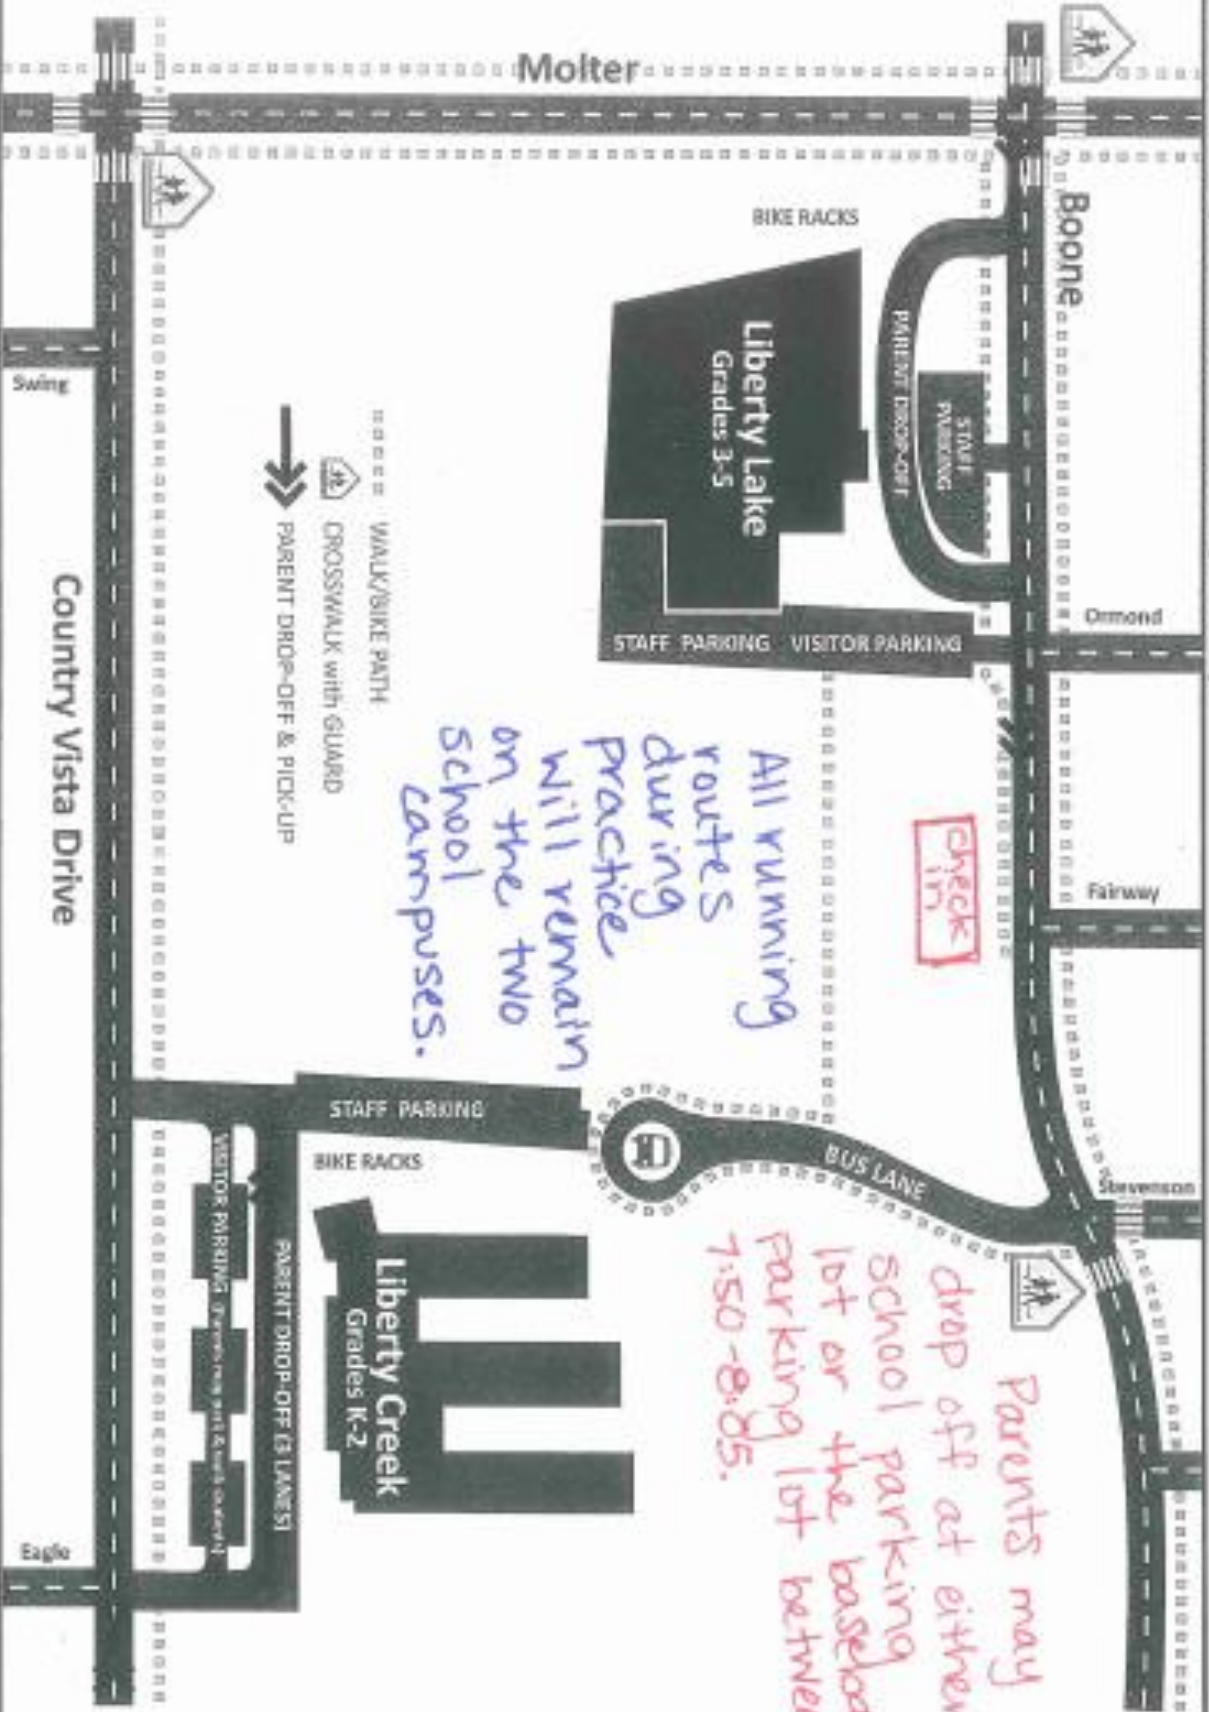 Molter
Boone
BIKE RACKS
Liberty Lake
Grades 3-5
PARENT DROP-OFF
STAFF
PARKING
Ormond
STAFF PARKING VISITOR PARKING
Fairway
check
in
Swing
WALK/BIKE PATH
CROSSWALK with GUARD
PARENT DROP-OFF & PICK-UP
Country Vista Drive
All running
routes
during
practice
will remain
on the two
school
campuses.
STAFF PARKING
BIKE RACKS
BUS LANE
Stevenson
Parents may
drop off at either
school parking
lot or the
parking lot
7:50-8:05.
Liberty Creek
Grades K-2
PARENT DROP-OFF (3 LANES)
VISITOR PARKING
Eagle